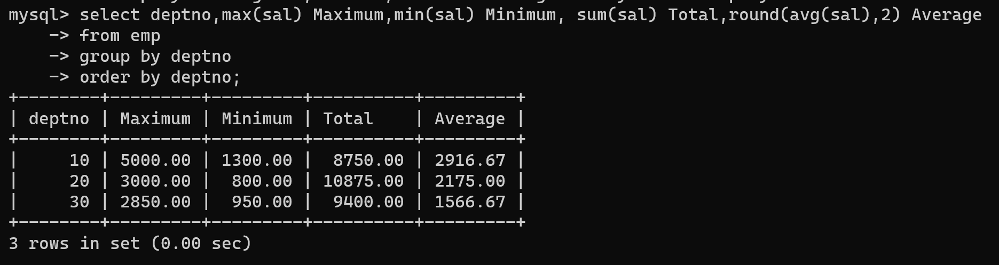 mysql> select deptno,max(sal) Maximum,min(sal) Minimum, sum(sal) Total,round(avg(sal),2) Average
    -> from emp
    -> group by deptno
    -> order by deptno;
+--------+---------+---------+----------+---------+
| deptno | Maximum | Minimum | Total    | Average |
+--------+---------+---------+----------+---------+
|     10 | 5000.00 | 1300.00 |  8750.00 | 2916.67 |
|     20 | 3000.00 |  800.00 | 10875.00 | 2175.00 |
|     30 | 2850.00 |  950.00 |  9400.00 | 1566.67 |
+--------+---------+---------+----------+---------+
3 rows in set (0.00 sec)